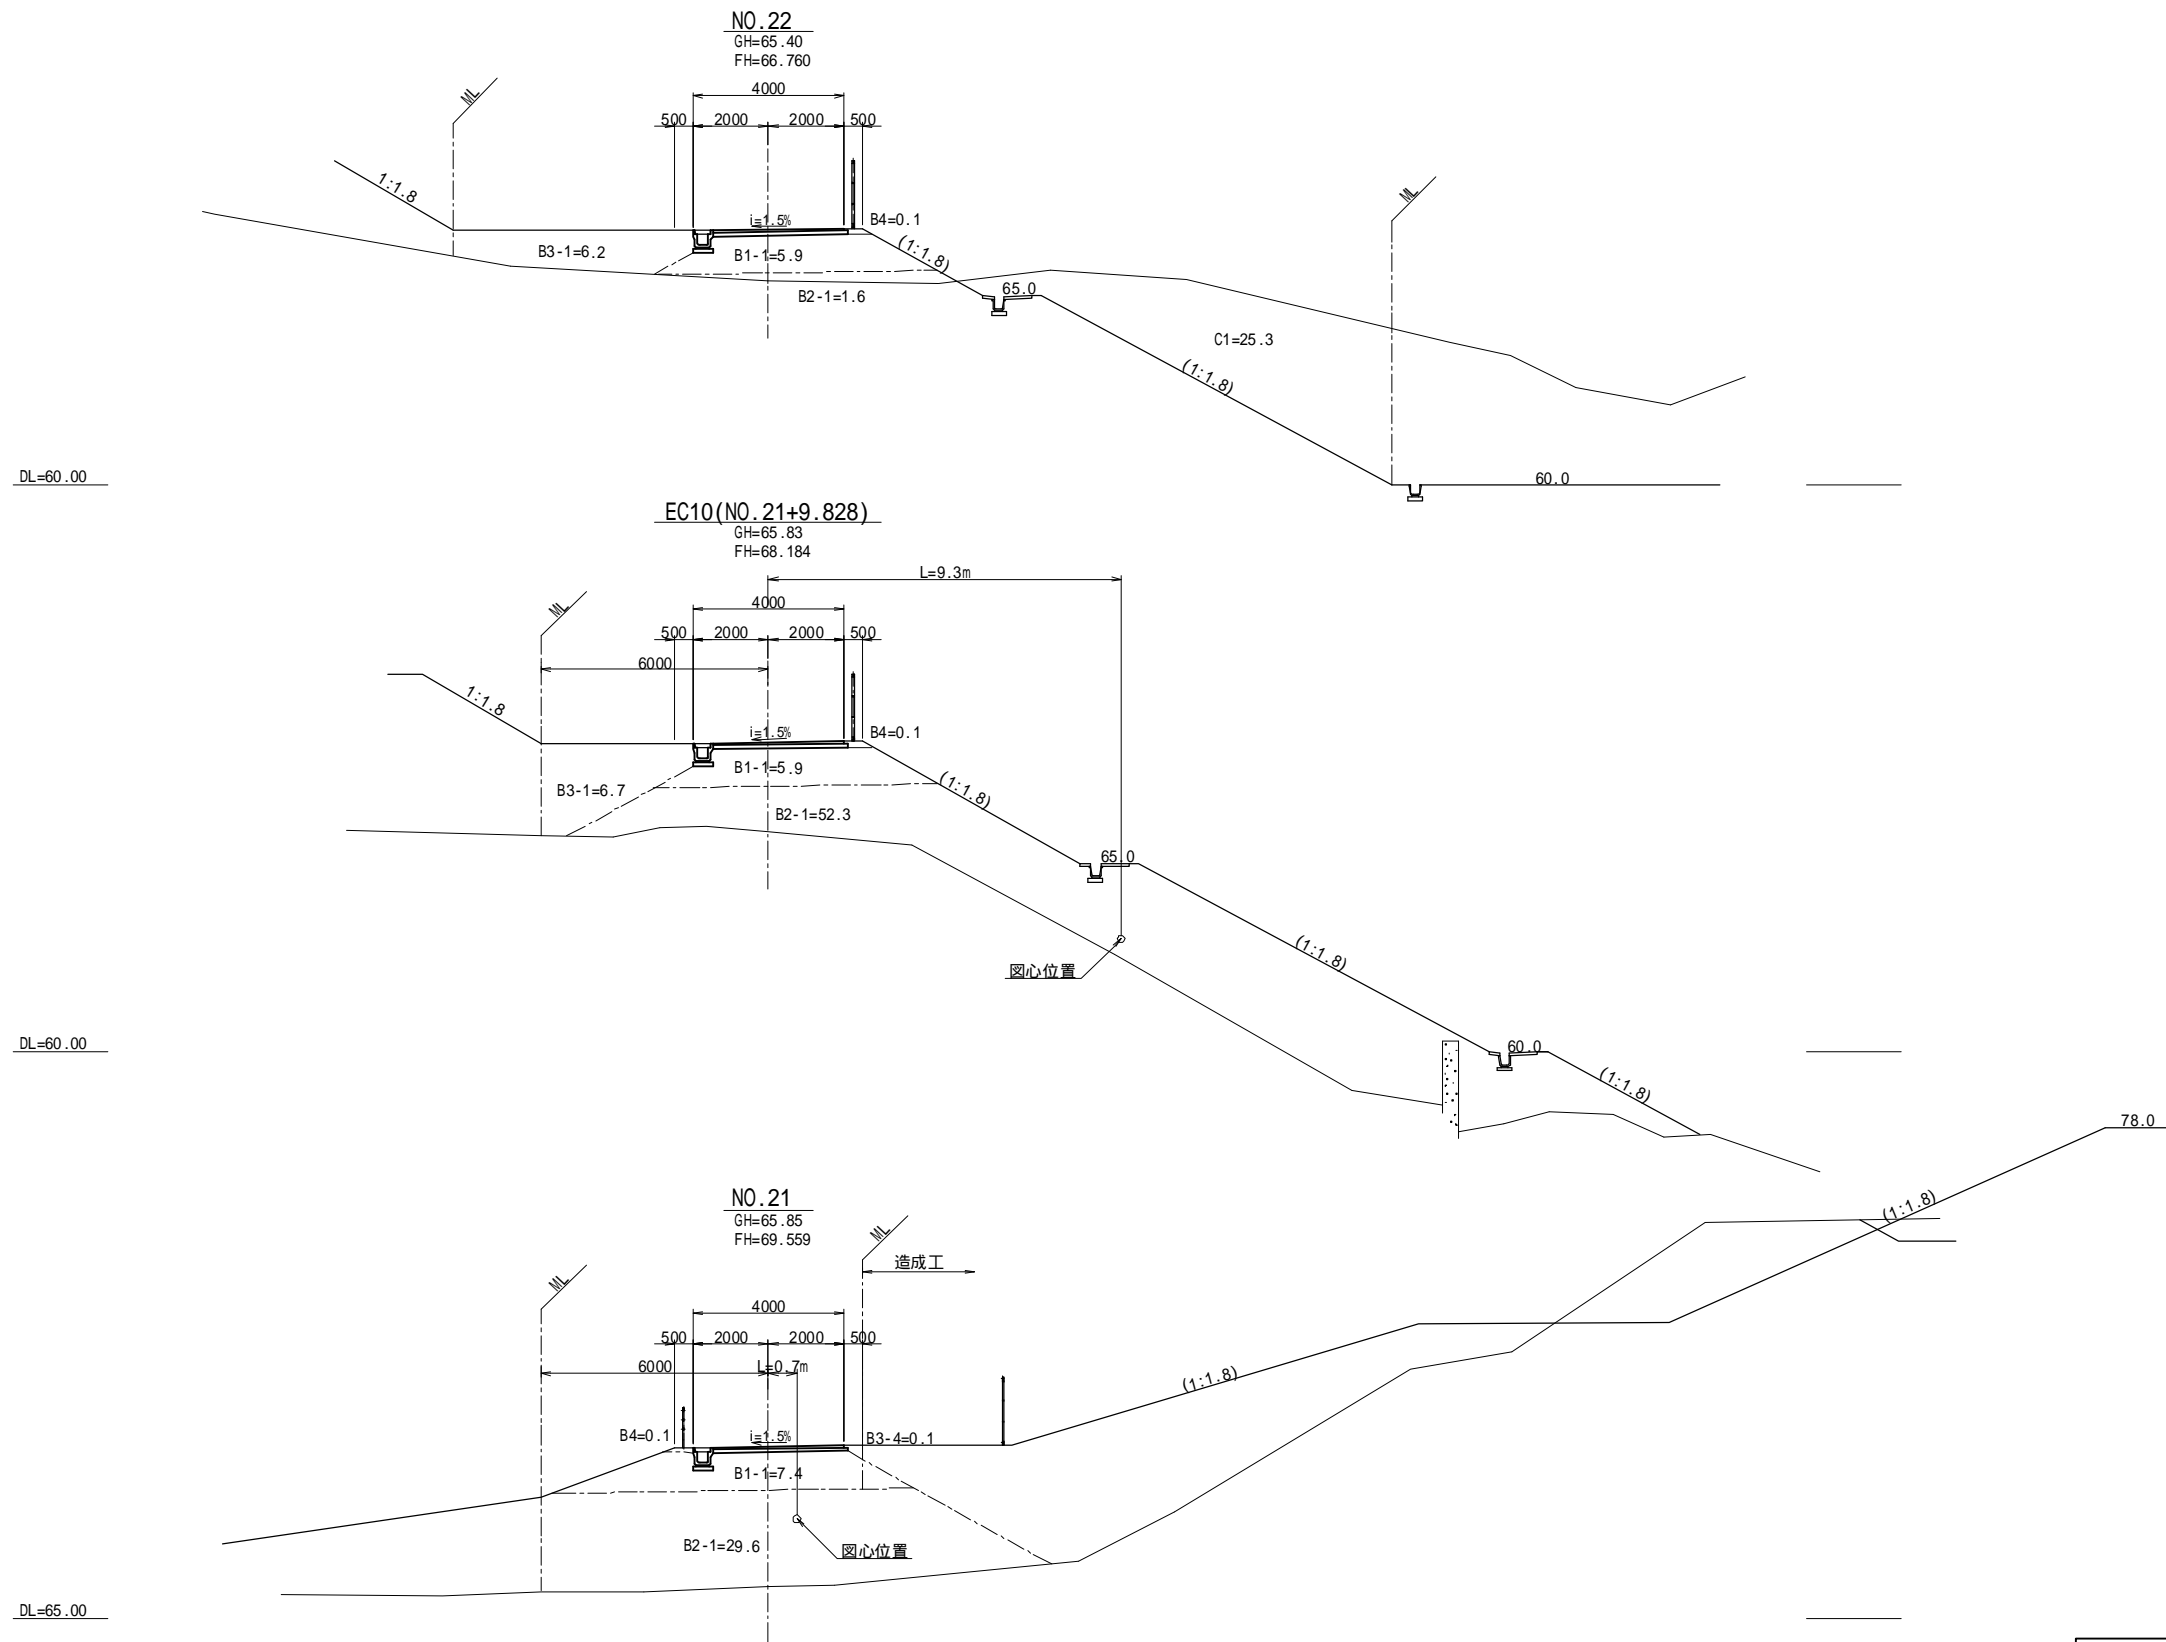 NO.22
GH=65.40
FH=66.760
4000
500 2000 2000 500
ML
ML
1:1.8
i=1.5%
B4=0.1
(1:1.8)
B3-1=6.2
B1-1=5.9
B2-1=1.6
65.0
C1=25.3
(1:1.8)
DL=60.00
60.0
EC10(NO.21+9.828)
GH=65.83
FH=68.184
L=9.3m
4000
ML
500 2000 2000 500
6000
1:1.8
i=1.5%
B4=0.1
B1-1=5.9
B3-1=6.7
(1:1.8)
B2-1=52.3
65.0
(1:1.8)
図心位置
DL=60.00
60.0
(1:1.8)
78.0
NO.21
GH=65.85
FH=69.559
(1:1.8)
ML
造成工
ML
4000
500 2000 2000 500
6000
L=0.7m
(1:1.8)
B4=0.1
i=1.5%
B3-4=0.1
B1-1=7.4
B2-1=29.6
図心位置
DL=65.00